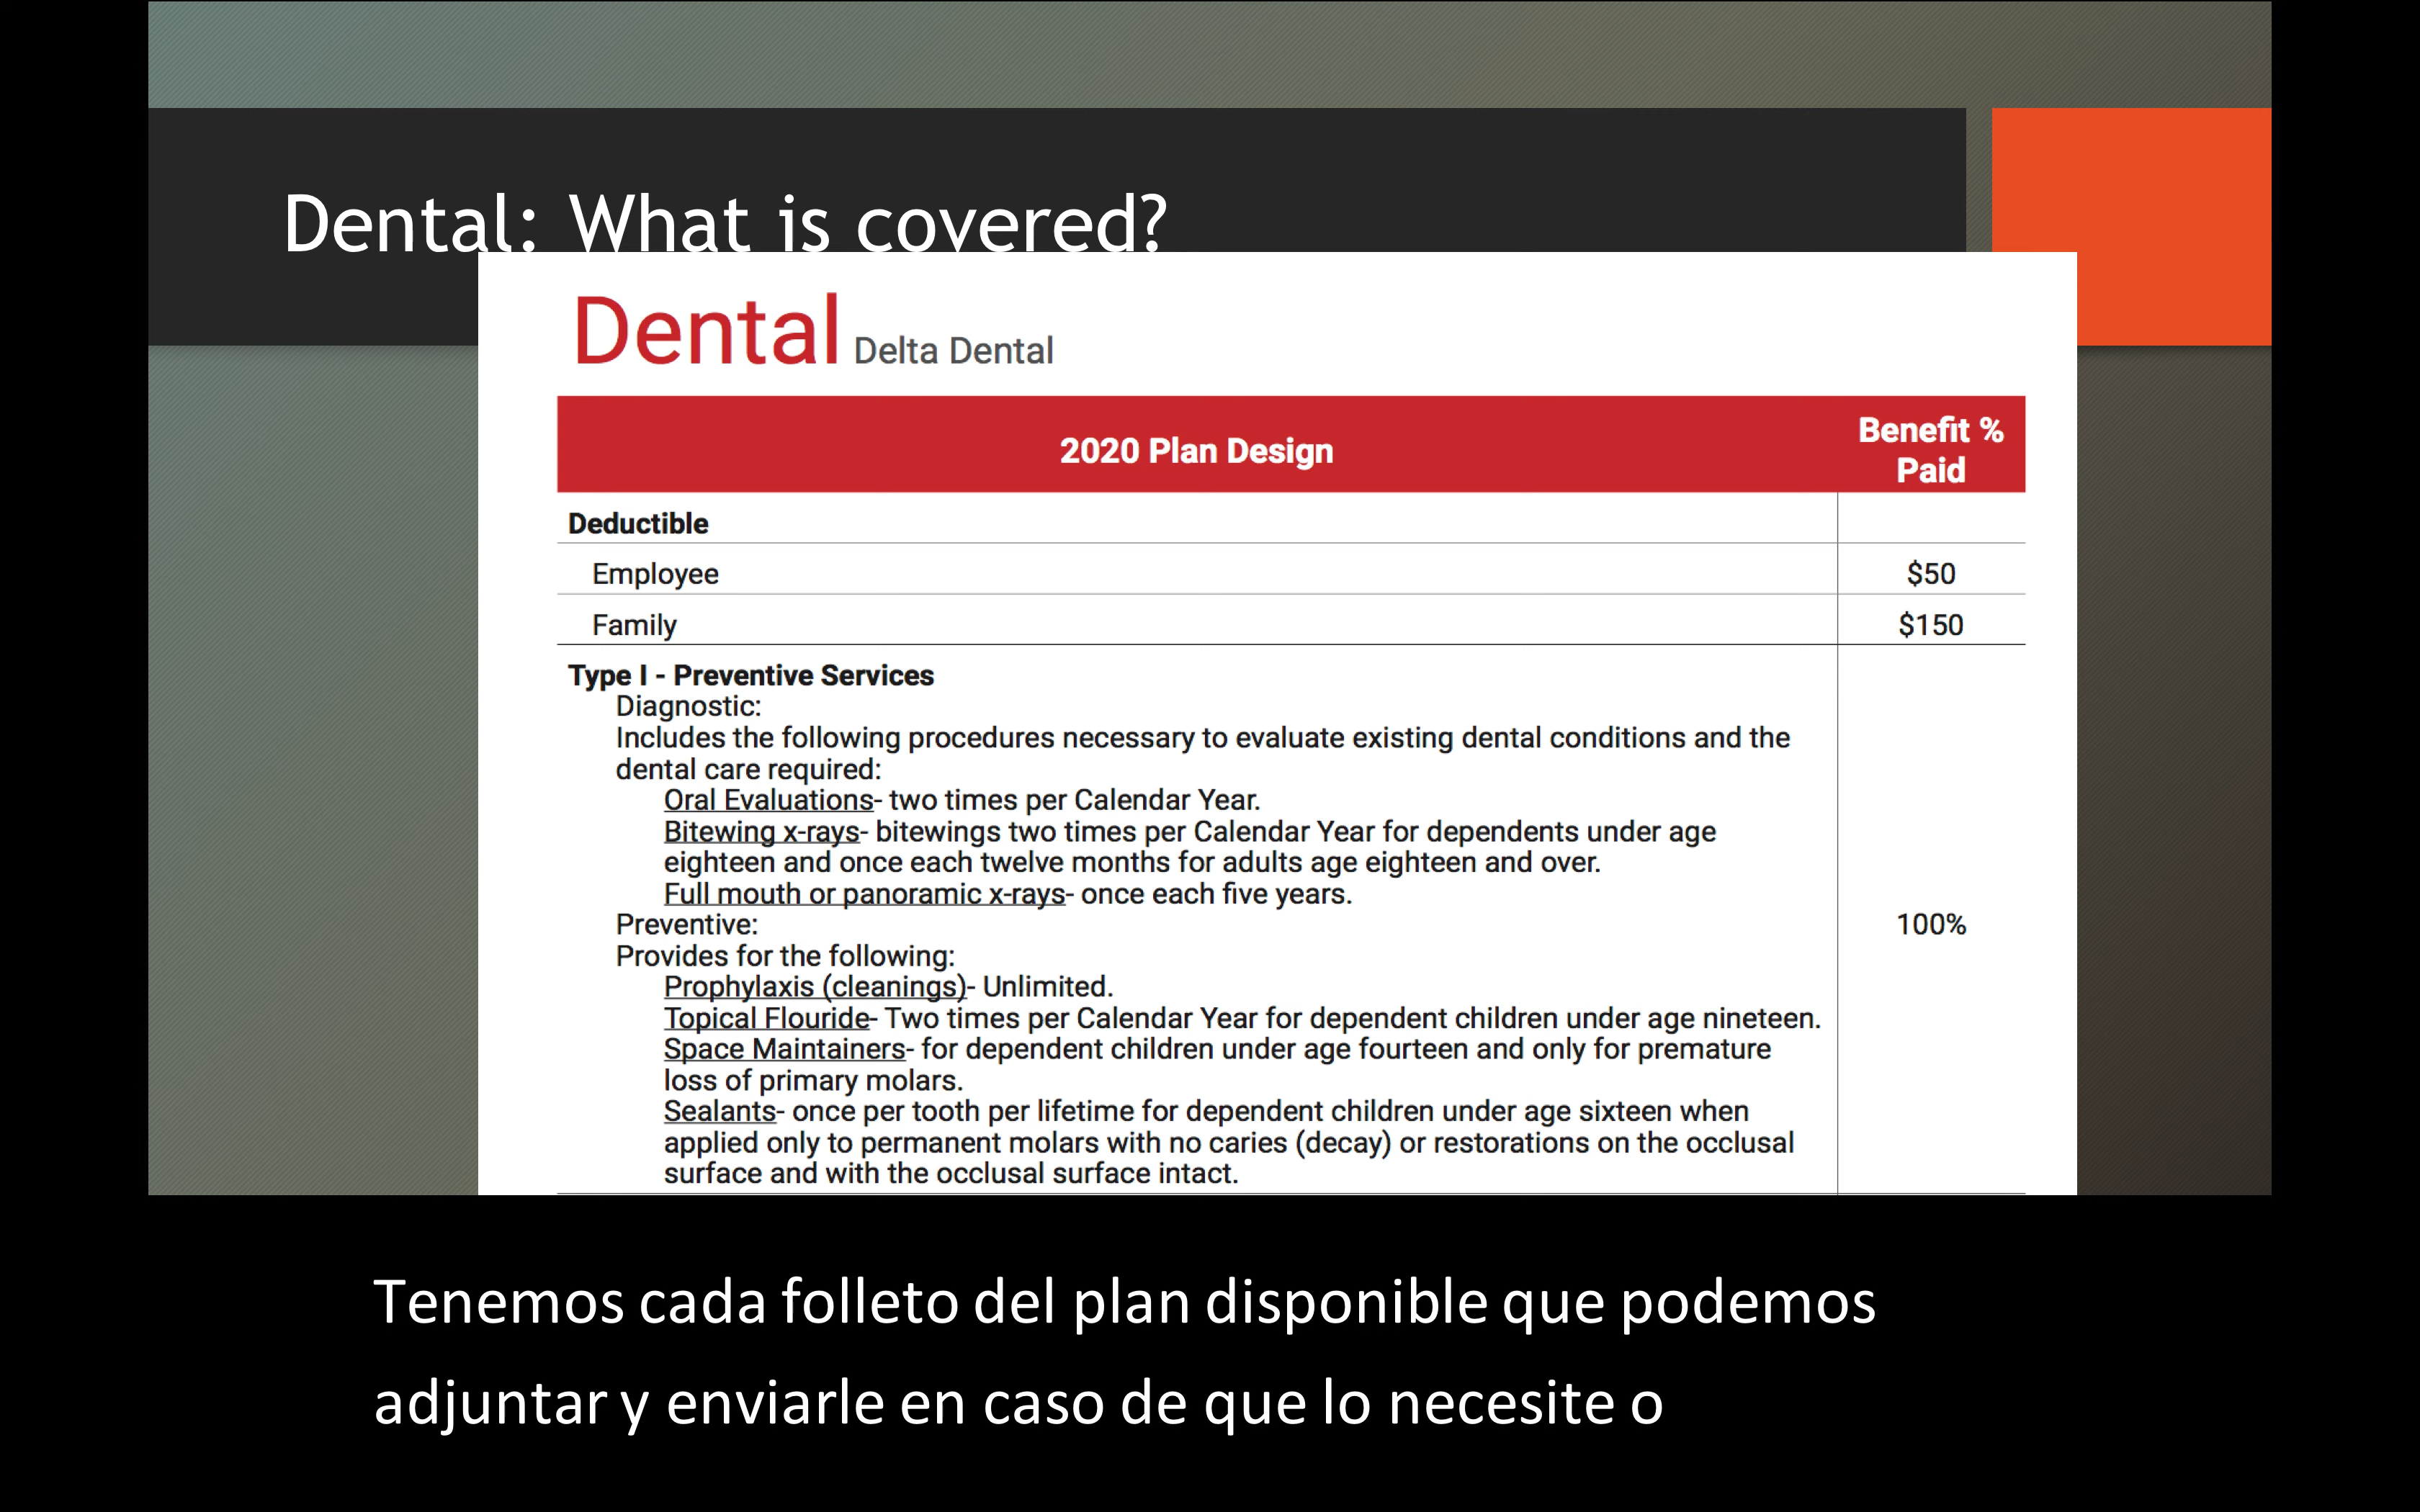 Dental: What is covered?
Dental Delta Dental
2020 Plan Design
Benefit %
Paid
Deductible
Employee
$50
Family
$150
Type I - Preventive Services
Diagnostic:
Includes the following procedures necessary to evaluate existing dental conditions and the
dental care required:
Oral Evaluations- two times per Calendar Year.
Bitewing x-rays- bitewings two times per Calendar Year for dependents under age
eighteen and once each twelve months for adults age eighteen and over.
Full mouth or panoramic x-rays- once each five years.
Preventive:
100%
Provides for the following:
Prophylaxis (cleanings)- Unlimited.
Topical Flouride- Two times per Calendar Year for dependent children under age nineteen.
Space Maintainers- for dependent children under age fourteen and only for premature
loss of primary molars.
Sealants- once per tooth per lifetime for dependent children under age sixteen when
applied only to permanent molars with no caries (decay) or restorations on the occlusal
surface and with the occlusal surface intact.
Tenemos cada folleto del plan disponible que podemos
adjuntar y enviarle en caso de que lo necesite o